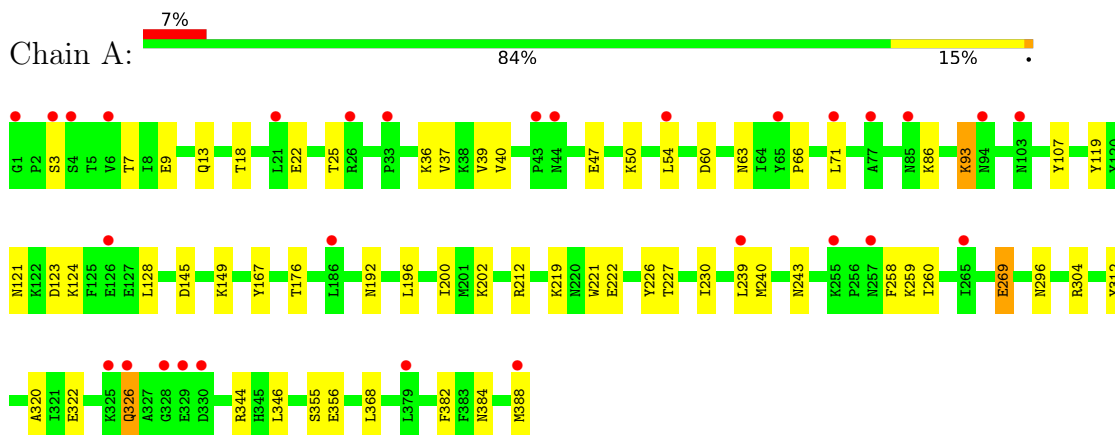 7%
Chain A:
84% 15% •
G1 P2 S3 S4 T5 V6 T7 I8 E9 Q13 T18 L21 E22 T25 R26 P33 K36 V37 K38 V39 V40 P43 N44 E47 K50 L54 D60 N63 I64 Y65 P66 L71 A77 N85 K86 K93 N94 N103 Y107 Y119 Y120
N121 K122 D123 K124 F125 E126 E127 L128 D145 K149 Y167 T176 L186 N192 L196 I200 M201 K202 R212 K219 N220 W221 E222 Y226 T227 I230 L239 M240 N243 K255 P256 N257 F258 K259 I260 I265 E269 N296 R304 Y312
A320 I321 E322 K325 Q326 A327 G328 E329 D330 R344 H345 L346 S355 E356 L368 L379 F382 F383 N384 M388